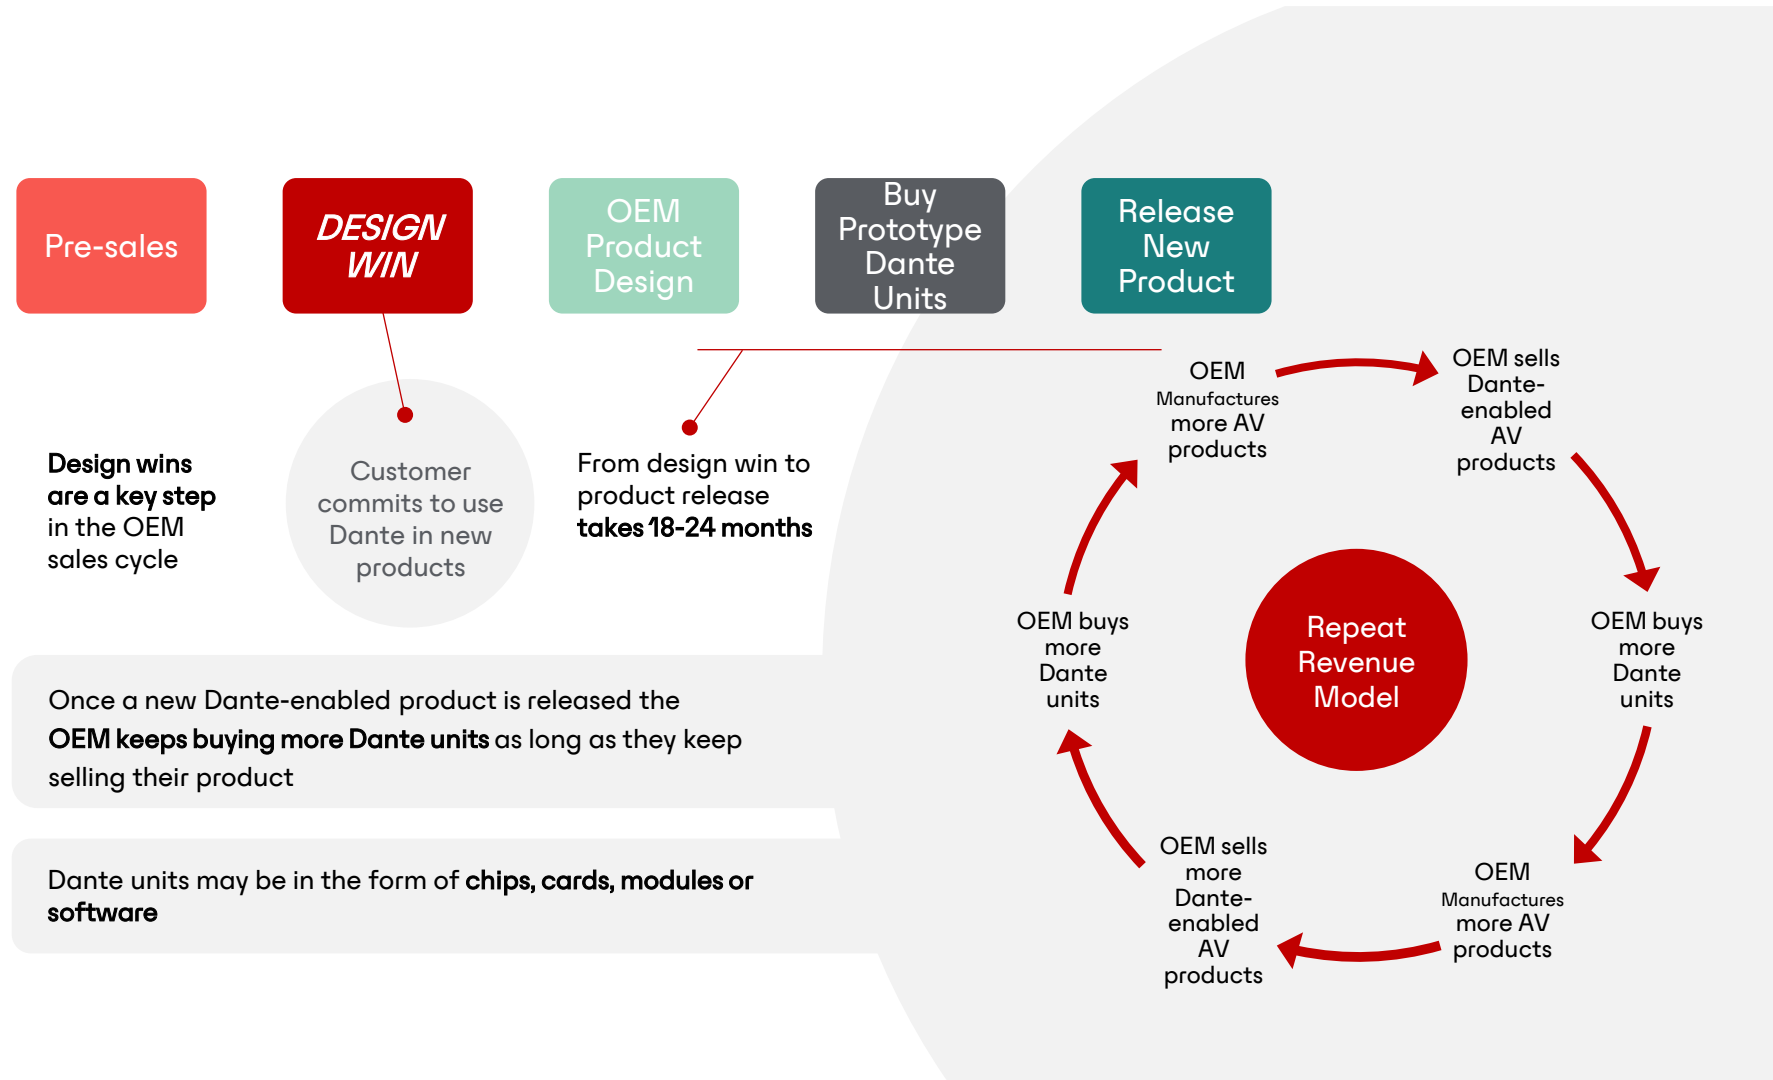 Pre-sales
DESIGN
WIN
OEM
Product
Design
Buy
Prototype
Dante
Units
Release
New
Product
Design wins
are a key step
in the OEM
sales cycle
Customer
commits to use
Dante in new
products
From design win to
product release
takes 18-24 months
Once a new Dante-enabled product is released the
OEM keeps buying more Dante units as long as they keep
selling their product
Dante units may be in the form of chips, cards, modules or
software
OEM
Manufactures
more AV
products
OEM sells
Dante-
enabled
AV
products
OEM buys
more
Dante
units
OEM
Manufactures
more AV
products
OEM sells
more
Dante-
enabled
AV
products
OEM buys
more
Dante
units
Repeat
Revenue
Model